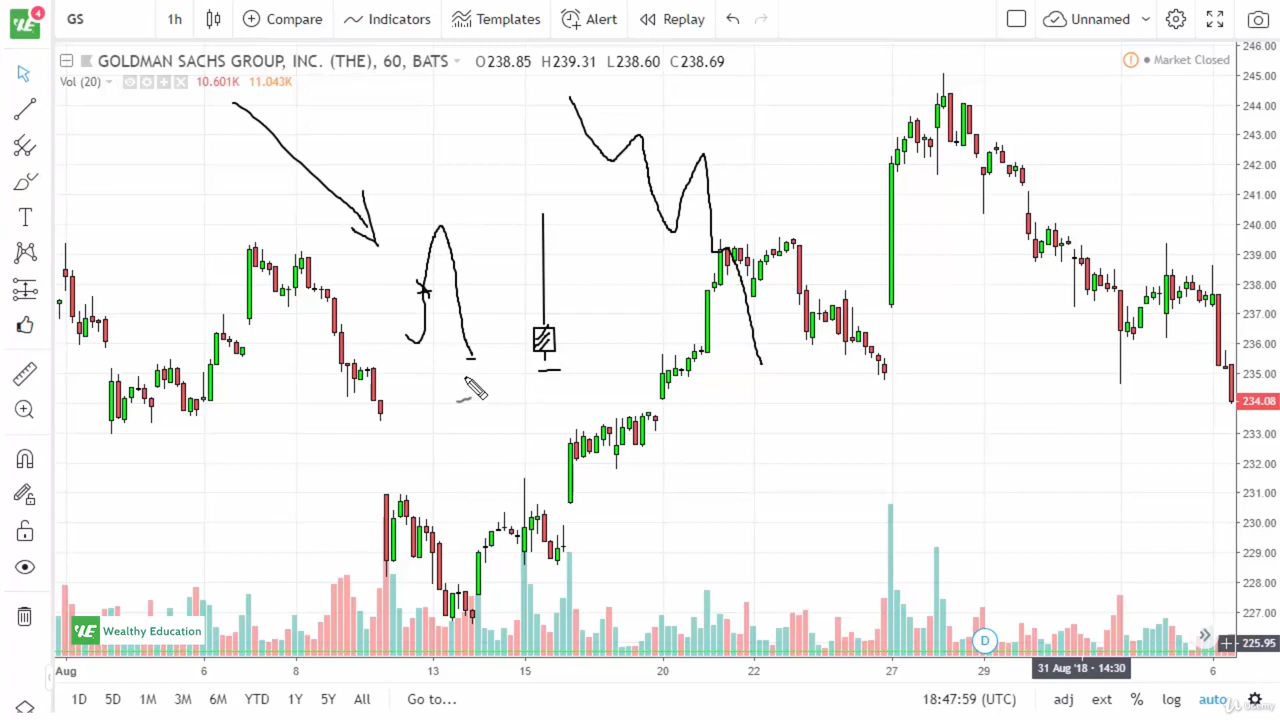 4
GS
1h
Compare
Indicators
Templates
Alert
Replay
Unnamed
GOLDMAN SACHS GROUP, INC. (THE), 60, BATS
O238.85 H239.31 L238.60 C238.69
Market Closed
Vol (20)
10.601K 11.043K
246.00
245.00
244.00
243.00
242.00
241.00
240.00
239.00
238.00
237.00
236.00
235.00
234.08
233.00
232.00
231.00
230.00
229.00
228.00
227.00
225.95
Wealthy Education
D
Aug
6
8
13
15
20
22
27
29
31 Aug '18 - 14:30
6
1D
5D
1M
3M
6M
YTD
1Y
5Y
All
Go to...
18:47:59 (UTC)
adj
ext
%
log
auto
Udemy